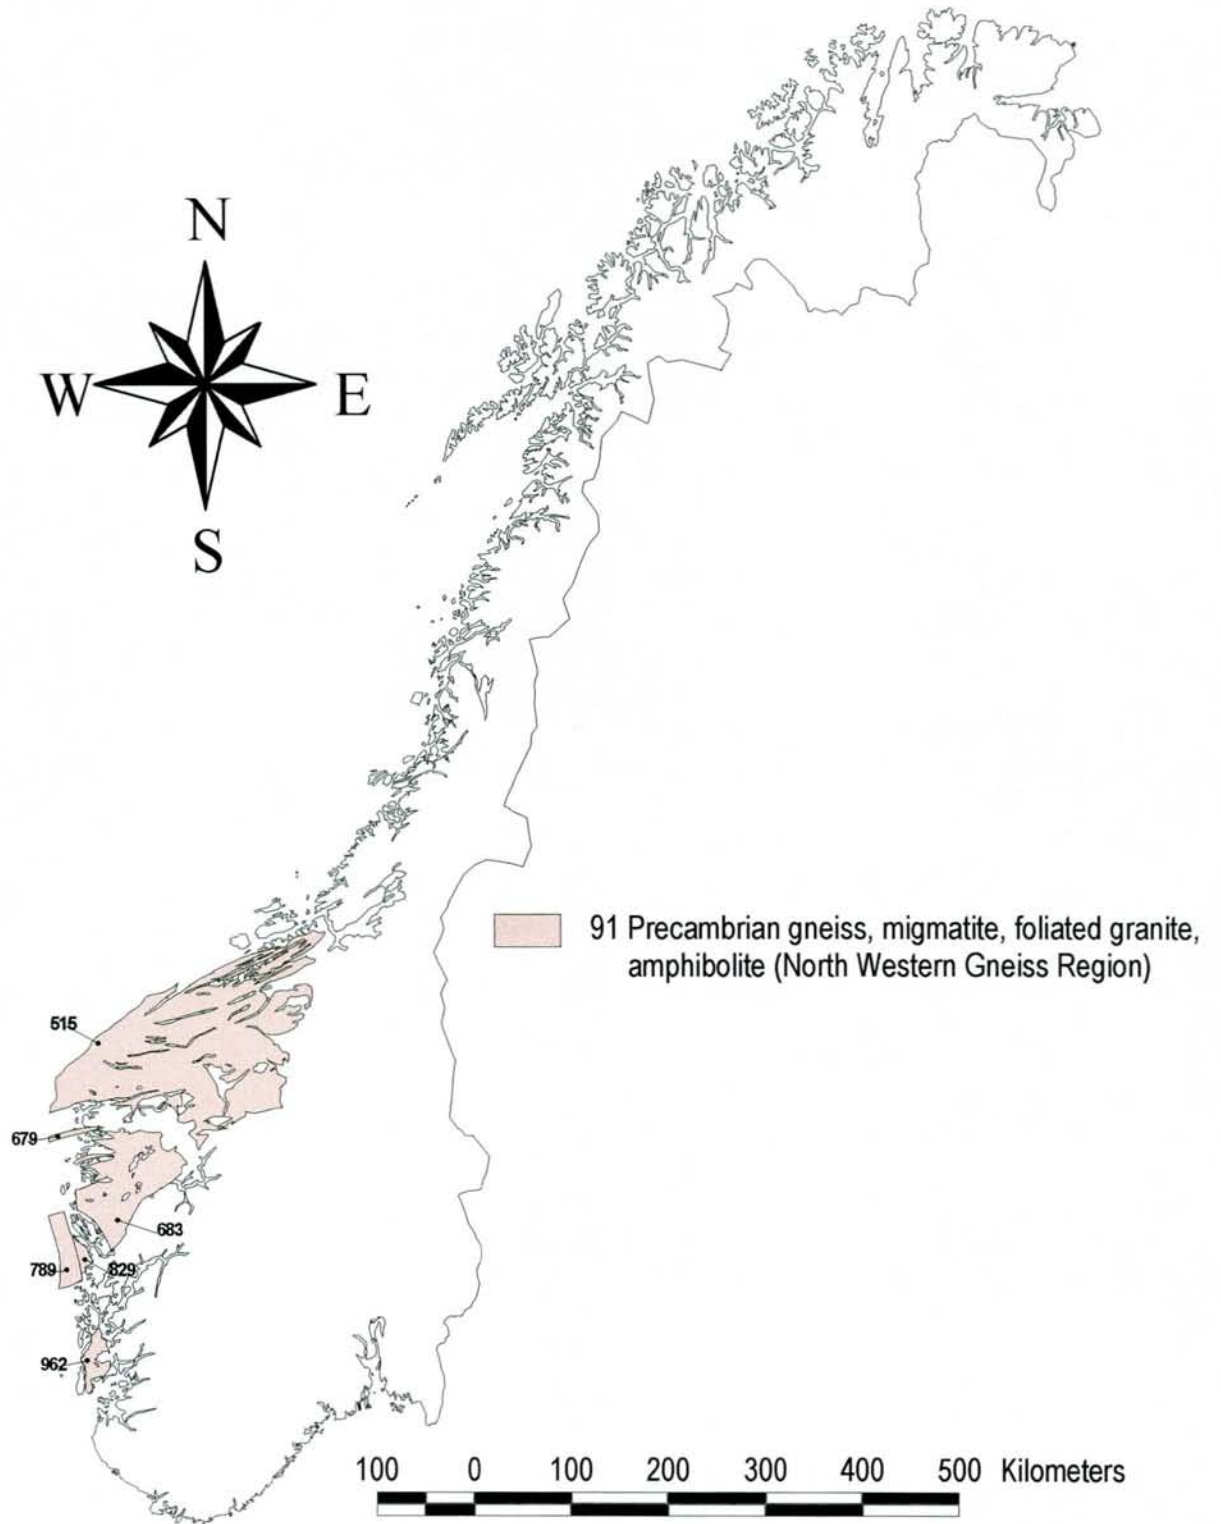 N
W E
S
91 Precambrian gneiss, migmatite, foliated granite,
amphibolite (North Western Gneiss Region)
515
679
683
789 829
962
100 0 100 200 300 400 500 Kilometers